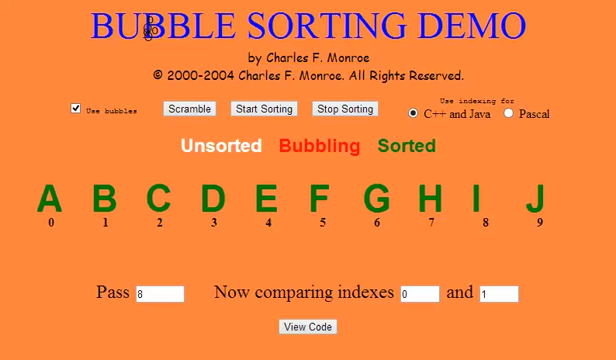 BUBBLE SORTING DEMO
by Charles F. Monroe
© 2000-2004 Charles F. Monroe. All Rights Reserved.
Use bubbles Scramble Start Sorting Stop Sorting
Use indexing for
C++ and Java Pascal
Unsorted Bubbling Sorted
A B C D E F G H I J
0 1 2 3 4 5 6 7 8 9
Pass 8 Now comparing indexes 0 and 1
View Code